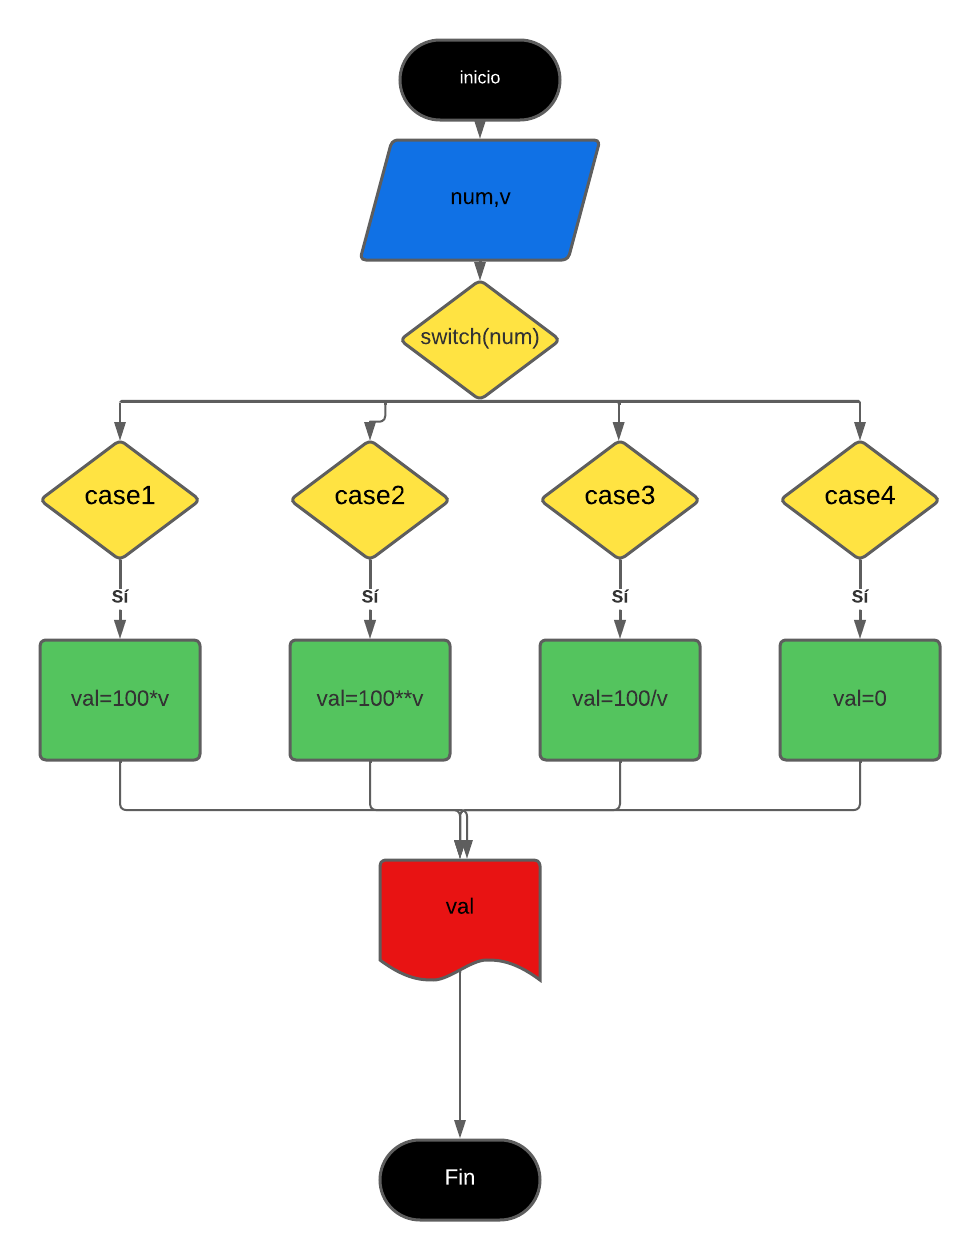 inicio
num,v
switch(num)
case1
case2
case3
case4
Sí
Sí
Sí
Sí
val=100*v
val=100**v
val=100/v
val=0
val
Fin